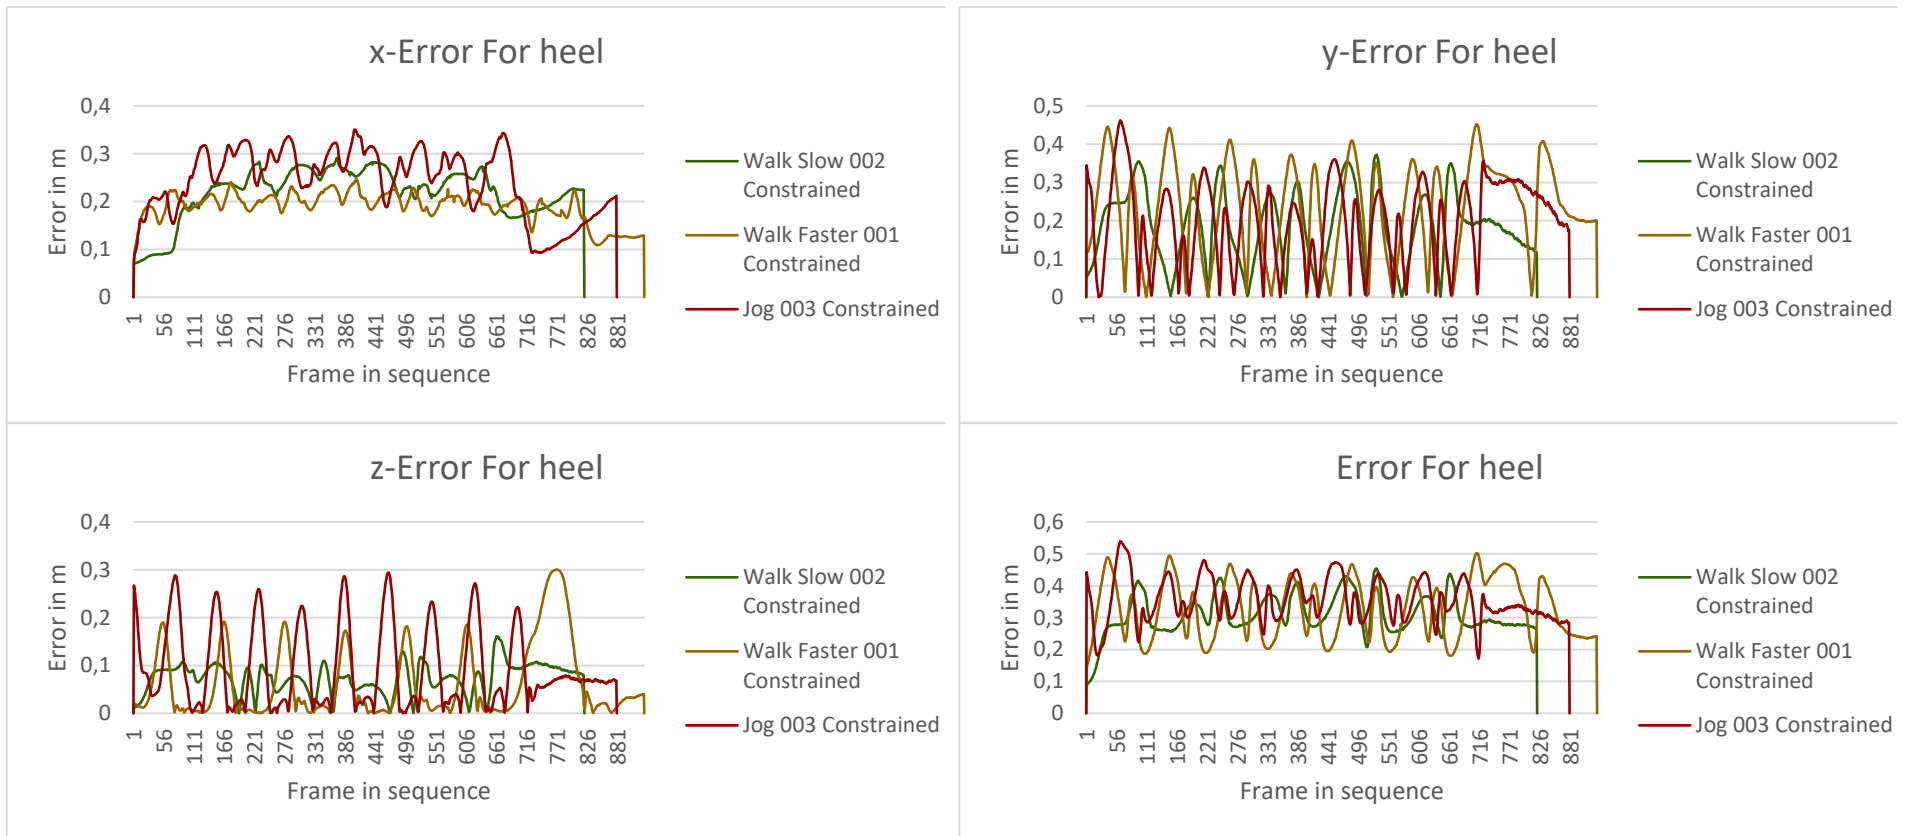 x-Error For heel
0,4
0,3
0,2
0,1
0
Error in m
1
56
111
166
221
276
331
386
441
496
551
606
661
716
771
826
881
Frame in sequence
Walk Slow 002
Constrained
Walk Faster 001
Constrained
Jog 003 Constrained
y-Error For heel
0,5
0,4
0,3
0,2
0,1
0
Error in m
1
56
111
166
221
276
331
386
441
496
551
606
661
716
771
826
881
Frame in sequence
Walk Slow 002
Constrained
Walk Faster 001
Constrained
Jog 003 Constrained
z-Error For heel
0,4
0,3
0,2
0,1
0
Error in m
1
56
111
166
221
276
331
386
441
496
551
606
661
716
771
826
881
Frame in sequence
Walk Slow 002
Constrained
Walk Faster 001
Constrained
Jog 003 Constrained
Error For heel
0,6
0,5
0,4
0,3
0,2
0,1
0
Error in m
1
56
111
166
221
276
331
386
441
496
551
606
661
716
771
826
881
Frame in sequence
Walk Slow 002
Constrained
Walk Faster 001
Constrained
Jog 003 Constrained